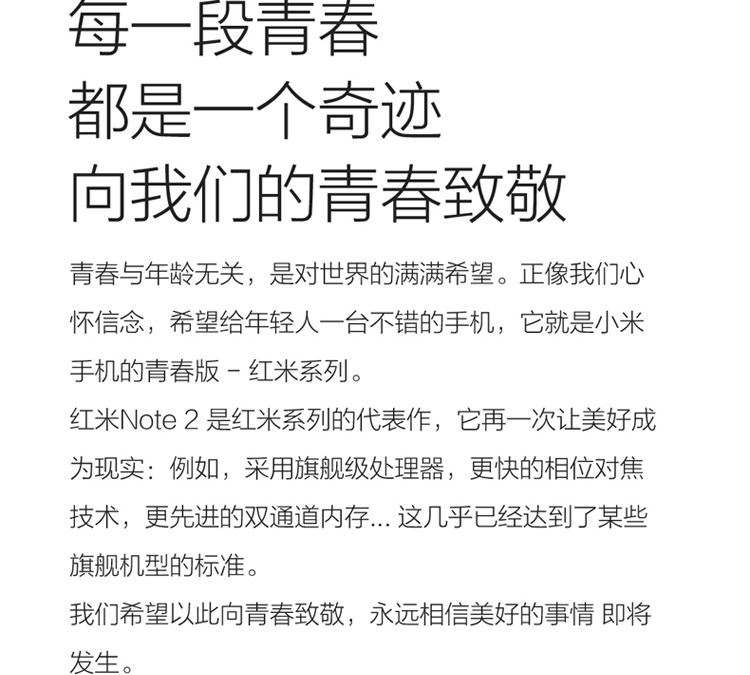 每一段青春
都是一个奇迹
向我们的青春致敬
青春与年龄无关，是对世界的满满希望。正像我们心
怀信念，希望给年轻人一台不错的手机，它就是小米
手机的青春版 – 红米系列。
红米Note 2 是红米系列的代表作，它再一次让美好成
为现实：例如，采用旗舰级处理器，更快的相位对焦
技术，更先进的双通道内存... 这几乎已经达到了某些
旗舰机型的标准。
我们希望以此向青春致敬，永远相信美好的事情 即将
发生。